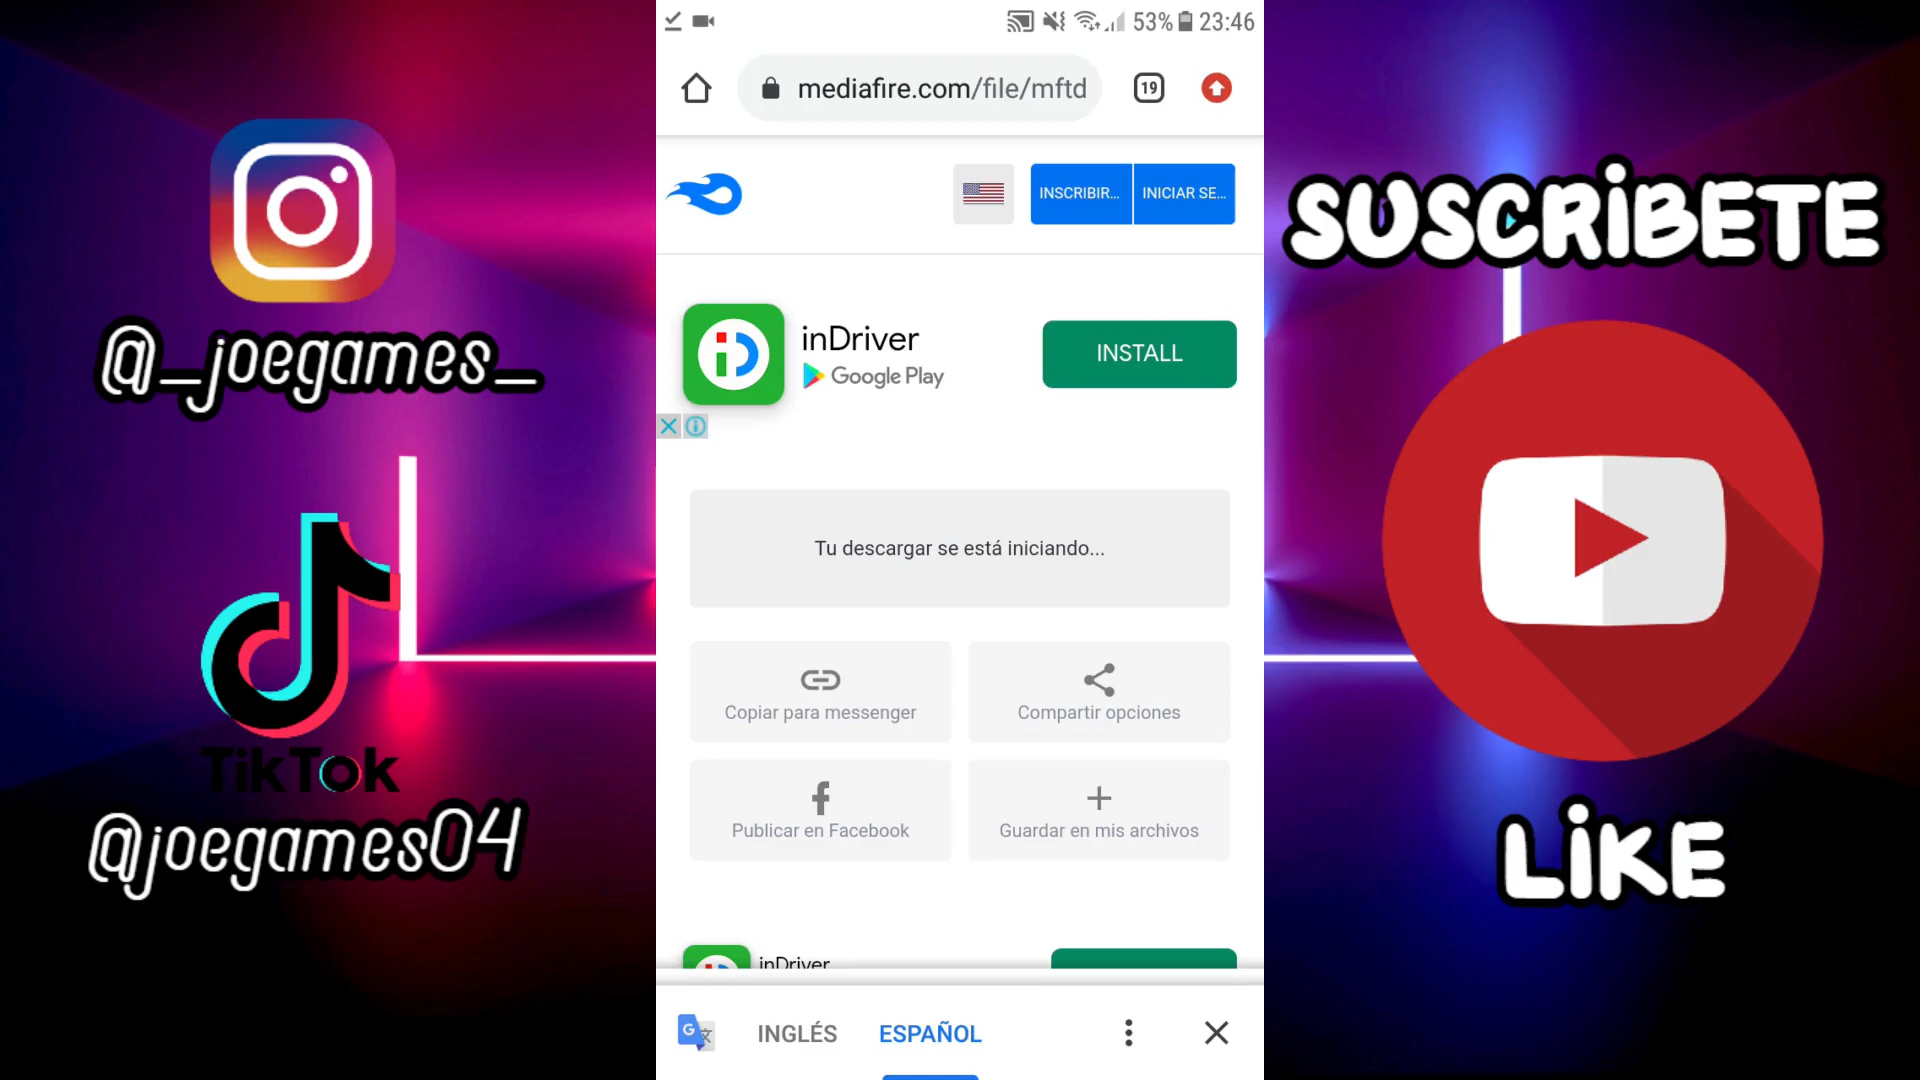 @_joegames_
TikTok
@joegames04
53% 23:46
mediafire.com/file/mftd
19
INSCRIBIR...
INICIAR SE...
inDriver
Google Play
INSTALL
Tu descargar se está iniciando...
Copiar para messenger
Compartir opciones
Publicar en Facebook
Guardar en mis archivos
inDriver
INGLÉS
ESPAÑOL
SUSCRiBETE
LiKE